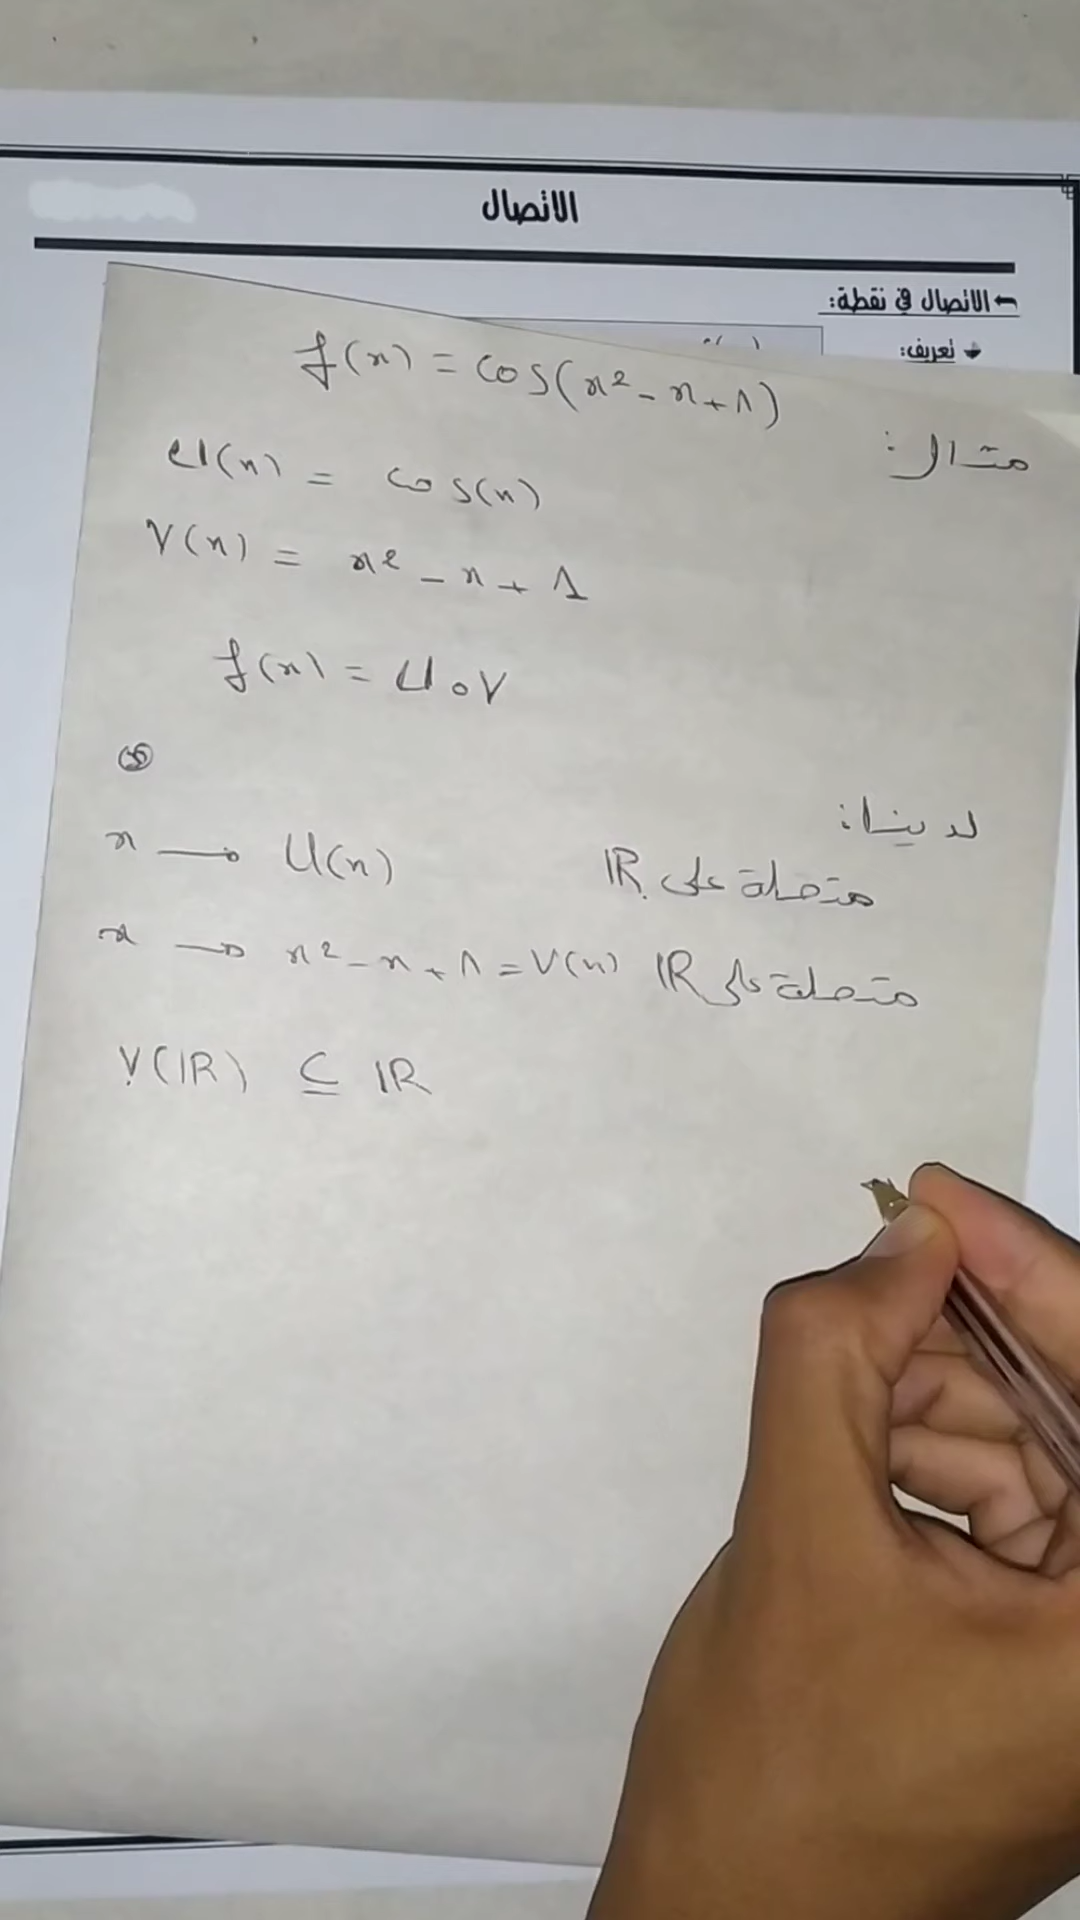 الاتصال
الاتصال في نقطة:
تعريف:
f(x) = cos(x² - x + 1)
مثال:
U(x) = cos(x)
V(x) = x² - x + 1
f(x) = U o V
لدينا:
x → U(x) متصلة على IR
x → x² - x + 1 = V(x) متصلة على IR
V(IR) ⊆ IR